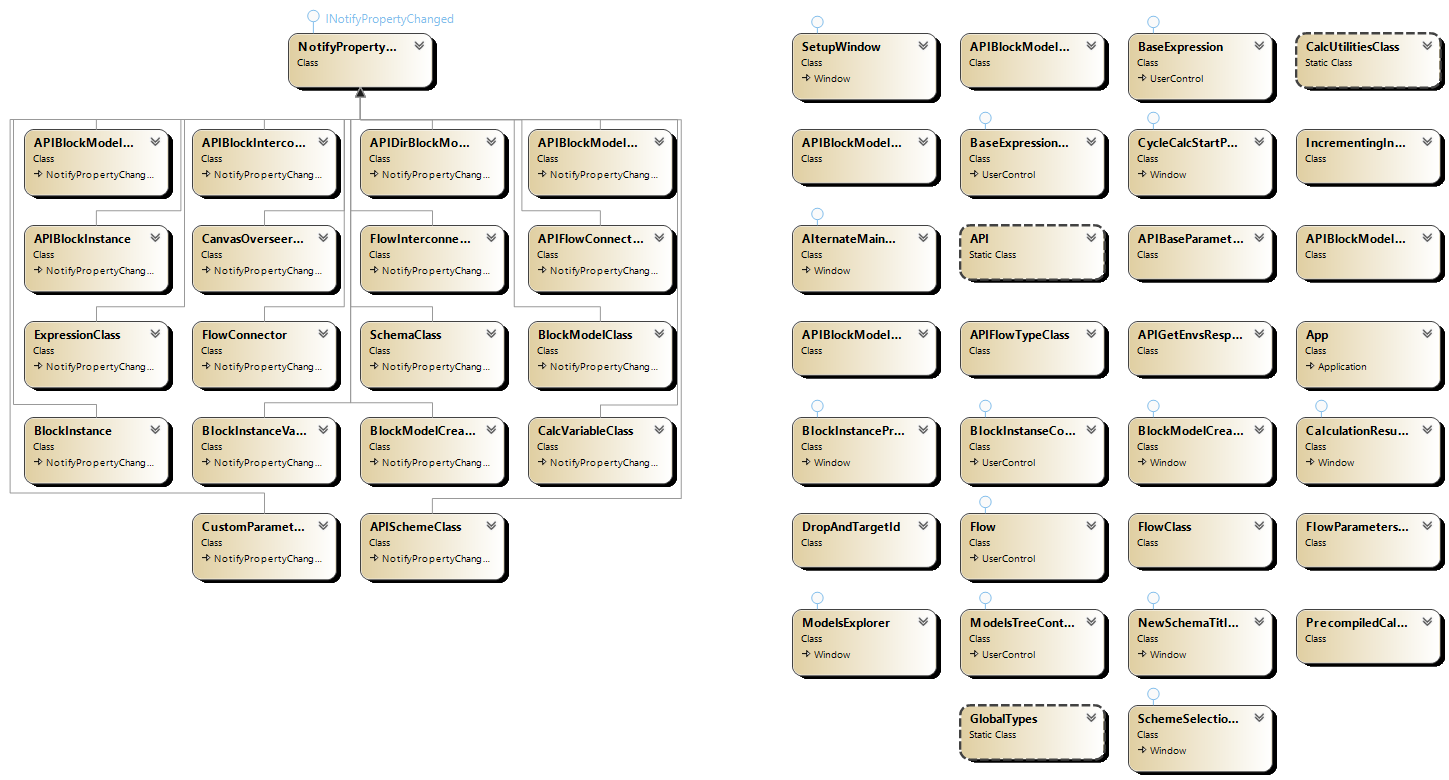 INotifyPropertyChanged
NotifyProperty...
Class
APIBlockModel...
Class
NotifyPropertyChang...
APIBlockInterco...
Class
NotifyPropertyChang...
APIDirBlockMo...
Class
NotifyPropertyChang...
APIBlockModel...
Class
NotifyPropertyChang...
APIBlockInstance
Class
NotifyPropertyChang...
CanvasOverseer...
Class
NotifyPropertyChang...
FlowInterconne...
Class
NotifyPropertyChang...
APIFlowConnect...
Class
NotifyPropertyChang...
ExpressionClass
Class
NotifyPropertyChang...
FlowConnector
Class
NotifyPropertyChang...
SchemaClass
Class
NotifyPropertyChang...
BlockModelClass
Class
NotifyPropertyChang...
BlockInstance
Class
NotifyPropertyChang...
BlockInstanceVa...
Class
NotifyPropertyChang...
BlockModelCrea...
Class
NotifyPropertyChang...
CalcVariableClass
Class
NotifyPropertyChang...
CustomParamet...
Class
NotifyPropertyChang...
APISchemeClass
Class
NotifyPropertyChang...
SetupWindow
Class
Window
APIBlockModel...
Class
BaseExpression
Class
UserControl
CalcUtilitiesClass
Static Class
APIBlockModel...
Class
BaseExpression...
Class
UserControl
CycleCalcStartP...
Class
Window
IncrementingIn...
Class
AlternateMain...
Class
Window
API
Static Class
APIBaseParamet...
Class
APIBlockModel...
Class
APIBlockModel...
Class
APIFlowTypeClass
Class
APIGetEnvsResp...
Class
App
Class
Application
BlockInstancePr...
Class
Window
BlockInstanseCo...
Class
UserControl
BlockModelCrea...
Class
Window
CalculationResu...
Class
Window
DropAndTargetId
Class
Flow
Class
UserControl
FlowClass
Class
FlowParameters...
Class
ModelsExplorer
Class
Window
ModelsTreeCont...
Class
UserControl
NewSchemaTitl...
Class
Window
PrecompiledCal...
Class
GlobalTypes
Static Class
SchemeSelectio...
Class
Window